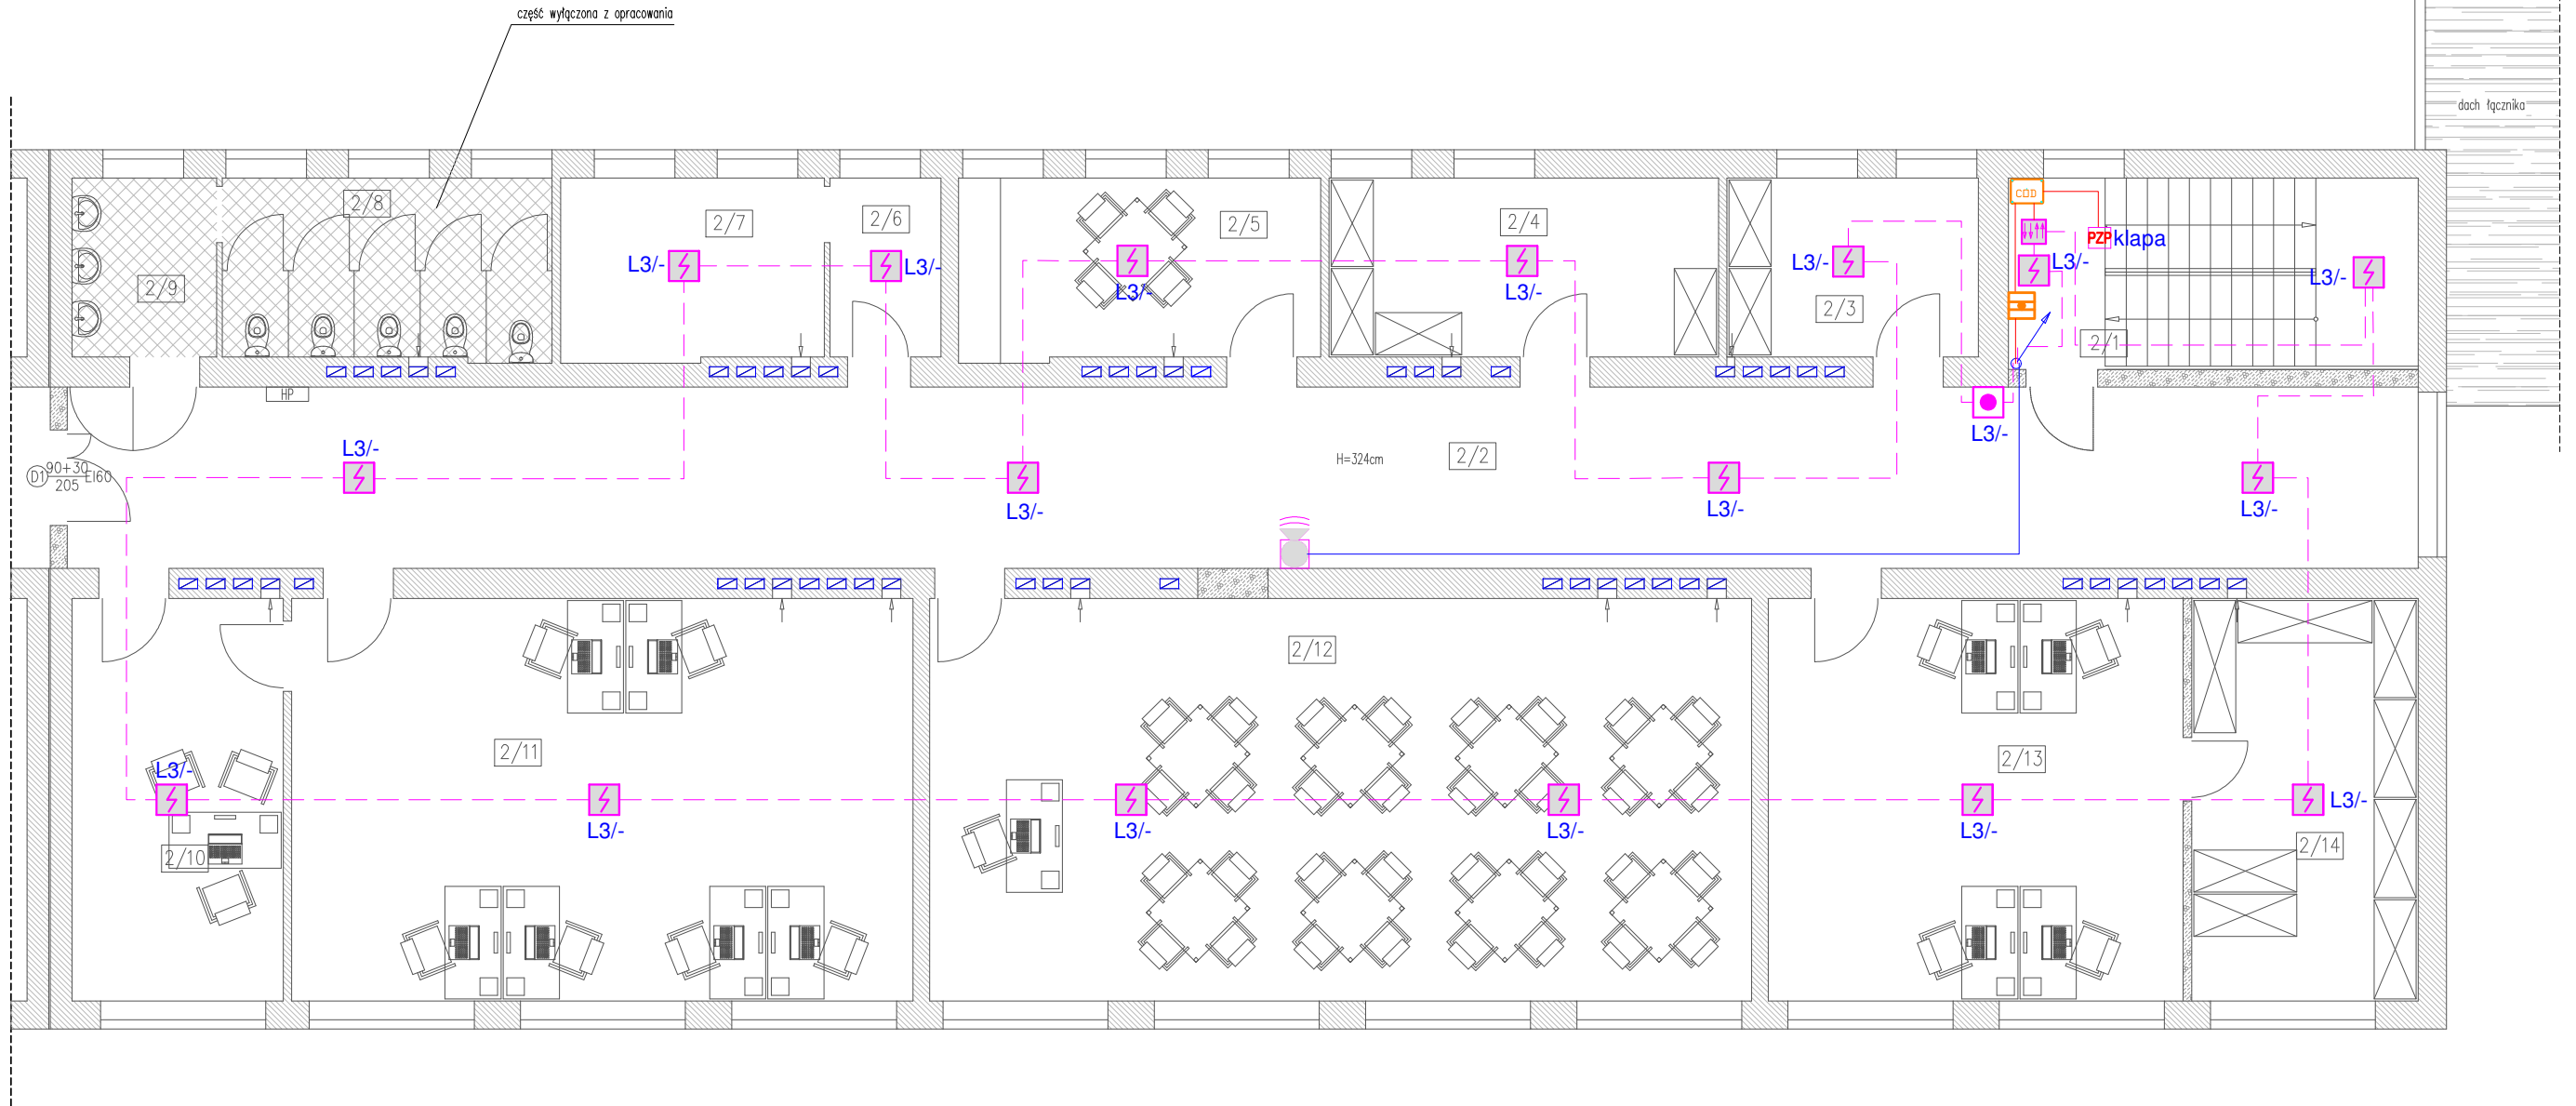 część wyłączona z opracowania
dach łącznika
2/8
2/7
2/6
2/5
2/4
2/3
2/9
COD
PZP klapa
L3/-
L3/-
L3/-
L3/-
L3/-
L3/-
L3/-
2/1
HP
L3/-
L3/-
H=324cm
2/2
D1
90+30
205
EI60
L3/-
L3/-
L3/-
2/12
2/11
2/13
L3/-
L3/-
L3/-
L3/-
L3/-
L3/-
2/10
2/14